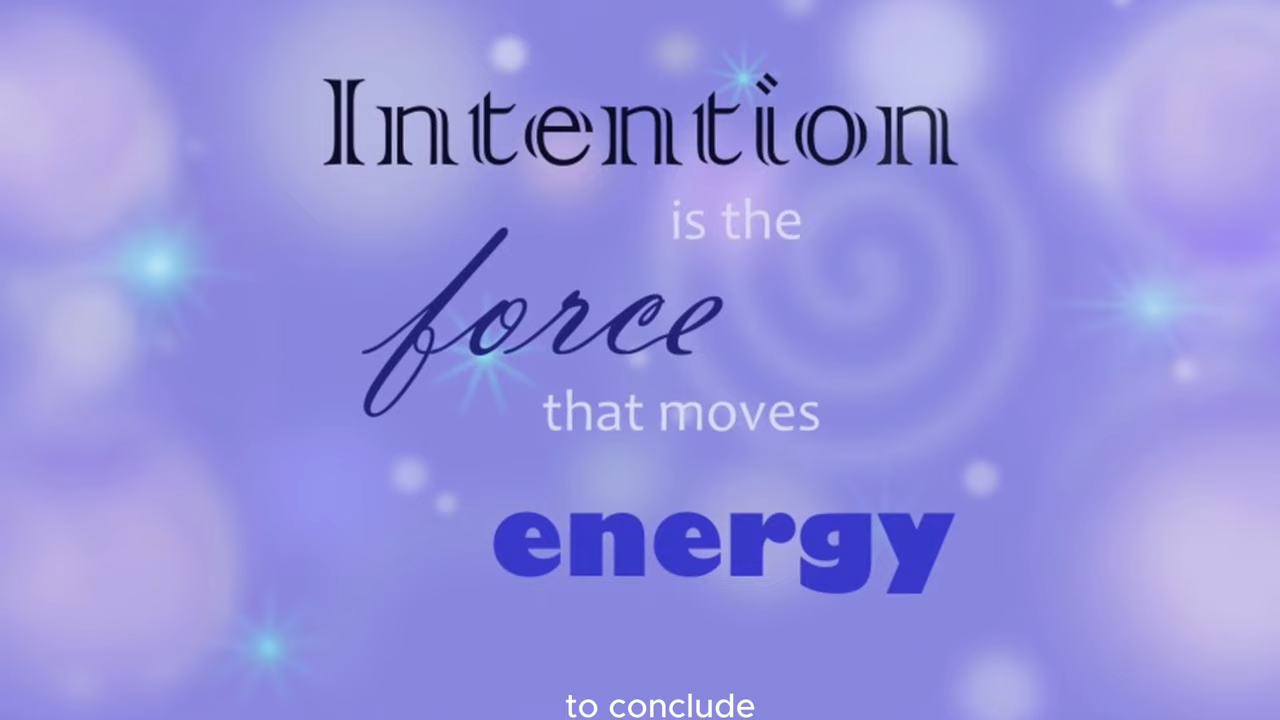 Intention
is the
force
that moves
energy
to conclude